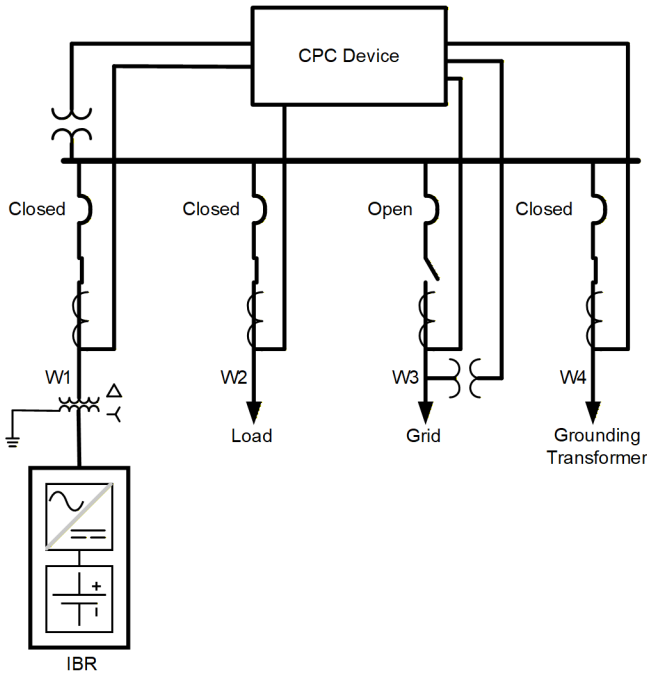 CPC Device
Closed
Closed
Open
Closed
W1
W2
W3
W4
Load
Grid
Grounding
Transformer
IBR